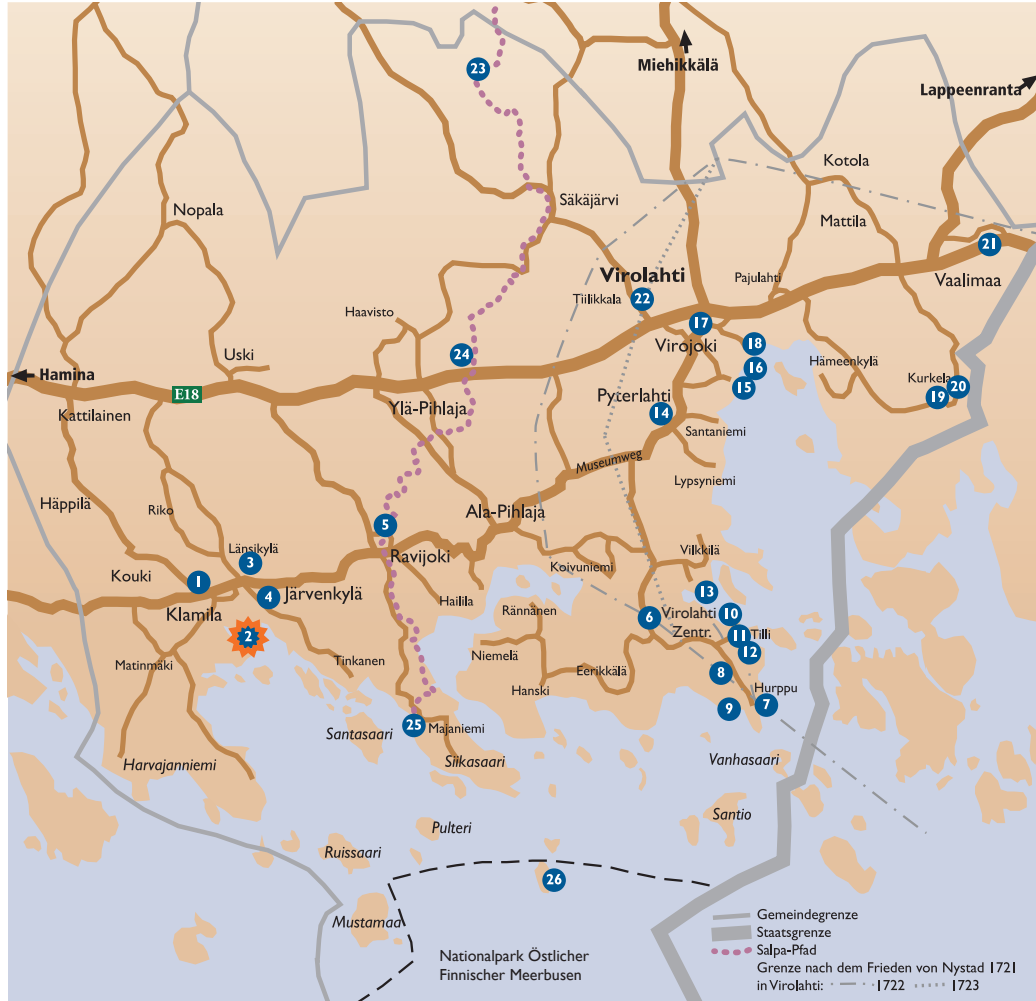 23
Miehikkälä
Lappeenranta
Kotola
Nopala
Säkäjärvi
Mattila
21
Virolahti
Pajulahti
Vaalimaa
Tiilikkala
22
Haavisto
17
Virojoki
18
Uski
24
Hämeenkylä
16
Hamina
15
Kurkela
20
E18
19
Kattilainen
Ylä-Pihlaja
Pyterlahti
14
Santaniemi
Museumweg
Lypsyniemi
Häppilä
Riko
Ala-Pihlaja
5
Länsikylä
Ravijoki
Vilkkilä
3
Koivuniemi
Kouki
1
4
Järvenkylä
Hailila
13
Klamila
Rännänen
6
Virolahti
Zentr.
10
2
11
Tilli
12
Matinmäki
Tinkanen
Niemelä
Eerikkälä
8
Hanski
Hurppu
7
9
Santasaari
25
Majaniemi
Harvajanniemi
Siikasaari
Vanhasaari
Santio
Pulteri
Ruissaari
26
Mustamaa
Nationalpark Östlicher
Finnischer Meerbusen
Gemeindegrenze
Staatsgrenze
Salpa-Pfad
Grenze nach dem Frieden von Nystad 1721
in Virolahti: 1722 1723